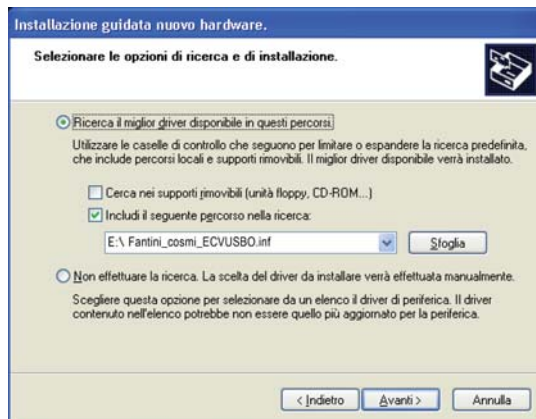 Installazione guidata nuovo hardware.
Selezionare le opzioni di ricerca e di installazione.
Ricerca il miglior driver disponibile in questi percorsi.
Utilizzare le caselle di controllo che seguono per limitare o espandere la ricerca predefinita,
che include percorsi locali e supporti rimovibili. Il miglior driver disponibile verrà installato.
Cerca nei supporti rimovibili (unità floppy, CD-ROM...)
Includi il seguente percorso nella ricerca:
E:\ Fantini_cosmi_ECVUSBO.inf
Sfoglia
Non effettuare la ricerca. La scelta del driver da installare verrà effettuata manualmente.
Scegliere questa opzione per selezionare da un elenco il driver di periferica. Il driver
contenuto nell'elenco potrebbe non essere quello più aggiornato per la periferica.
< Indietro Avanti > Annulla